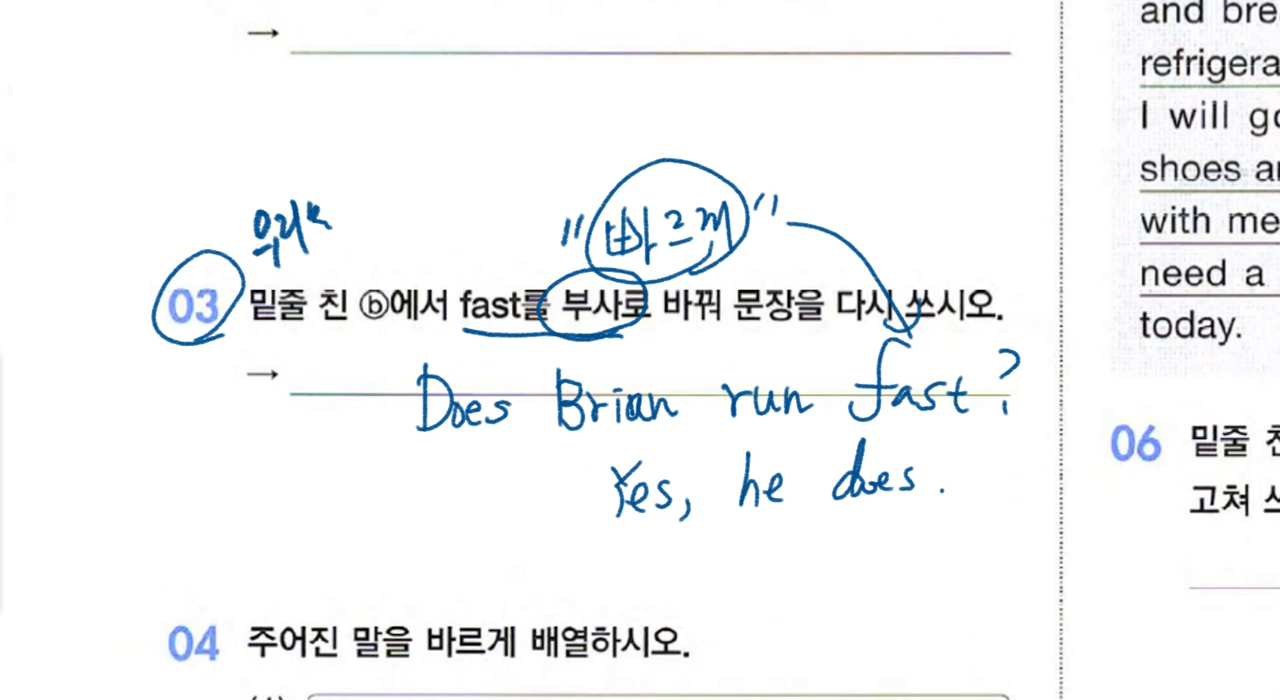 →
"빠르게"
03 밑줄 친 ⓑ에서 fast를 부사로 바꿔 문장을 다시 쓰시오.
→ Does Brian run fast?
Yes, he does.
04 주어진 말을 바르게 배열하시오.
and bre
refrigera
I will go
shoes a
with me
need a
today.
06 밑줄 친
고쳐 쓰